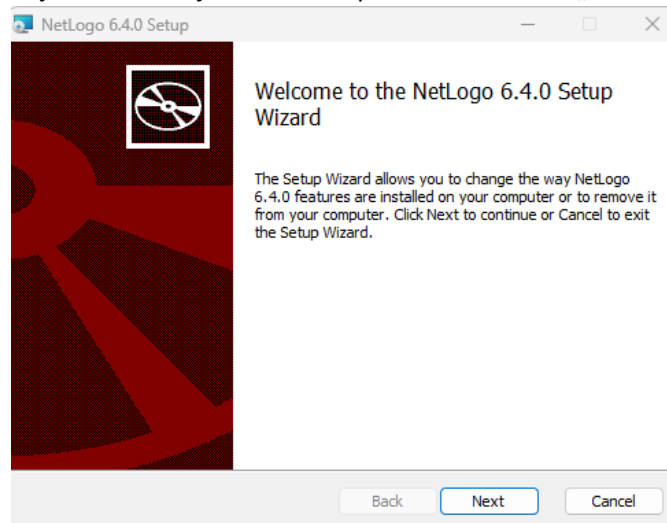 NetLogo 6.4.0 Setup
Welcome to the NetLogo 6.4.0 Setup
Wizard
The Setup Wizard allows you to change the way NetLogo
6.4.0 features are installed on your computer or to remove it
from your computer. Click Next to continue or Cancel to exit
the Setup Wizard.
Back Next Cancel